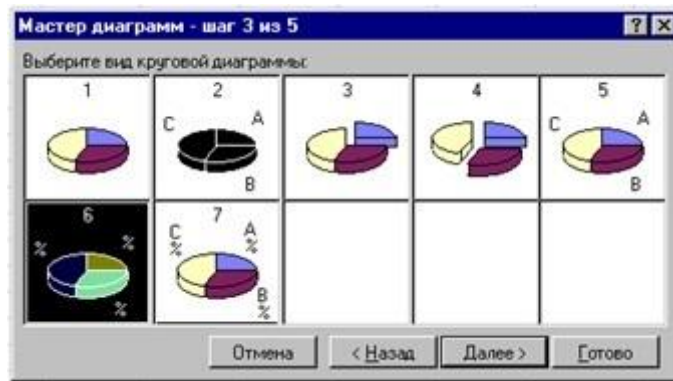 Мастер диаграмм - шаг 3 из 5
Выберите вид круговой диаграммы:
1 2 3 4 5
C A B
C A B
6 7
% % %
C % A % B %
Отмена < Назад Далее > Готово